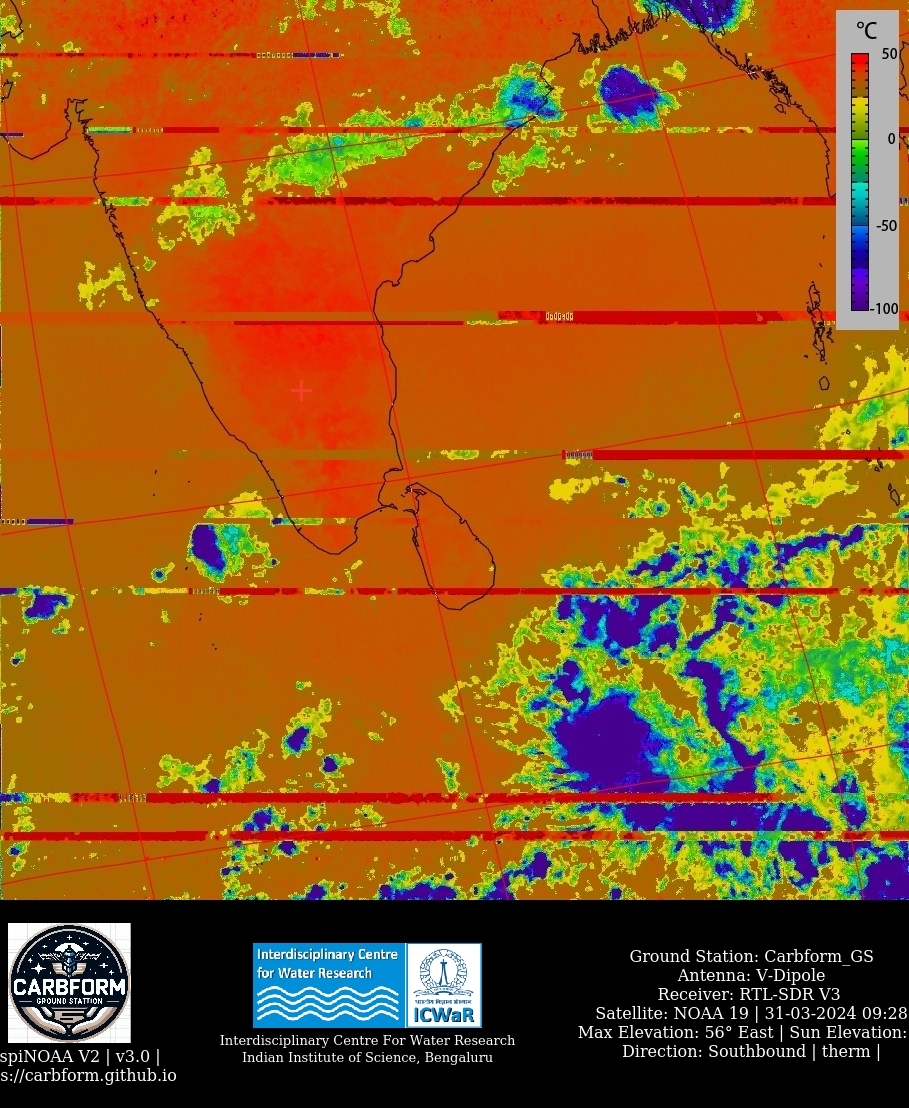 °C
50
0
-50
-100
CARBFORM
GROUND STATION
spiNOAA V2 | v3.0 |
s://carbform.github.io
Interdisciplinary Centre
for Water Research
भारतीय विज्ञान संस्थान
ICWaR
Interdisciplinary Centre For Water Research
Indian Institute of Science, Bengaluru
Ground Station: Carbform_GS
Antenna: V-Dipole
Receiver: RTL-SDR V3
Satellite: NOAA 19 | 31-03-2024 09:28
Max Elevation: 56° East | Sun Elevation:
Direction: Southbound | therm |